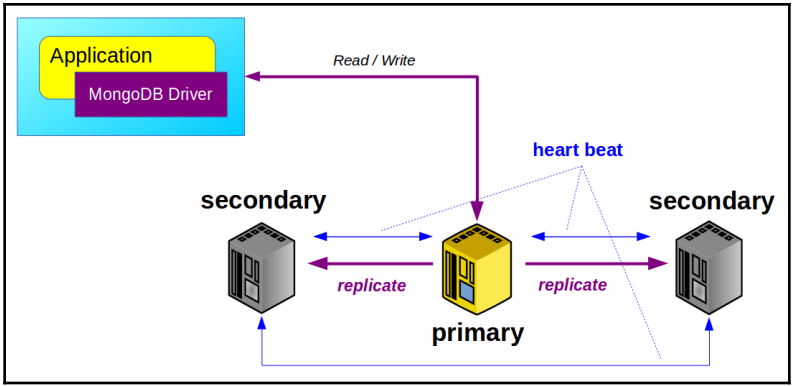 Application
MongoDB Driver
Read / Write
heart beat
secondary
secondary
replicate
replicate
primary